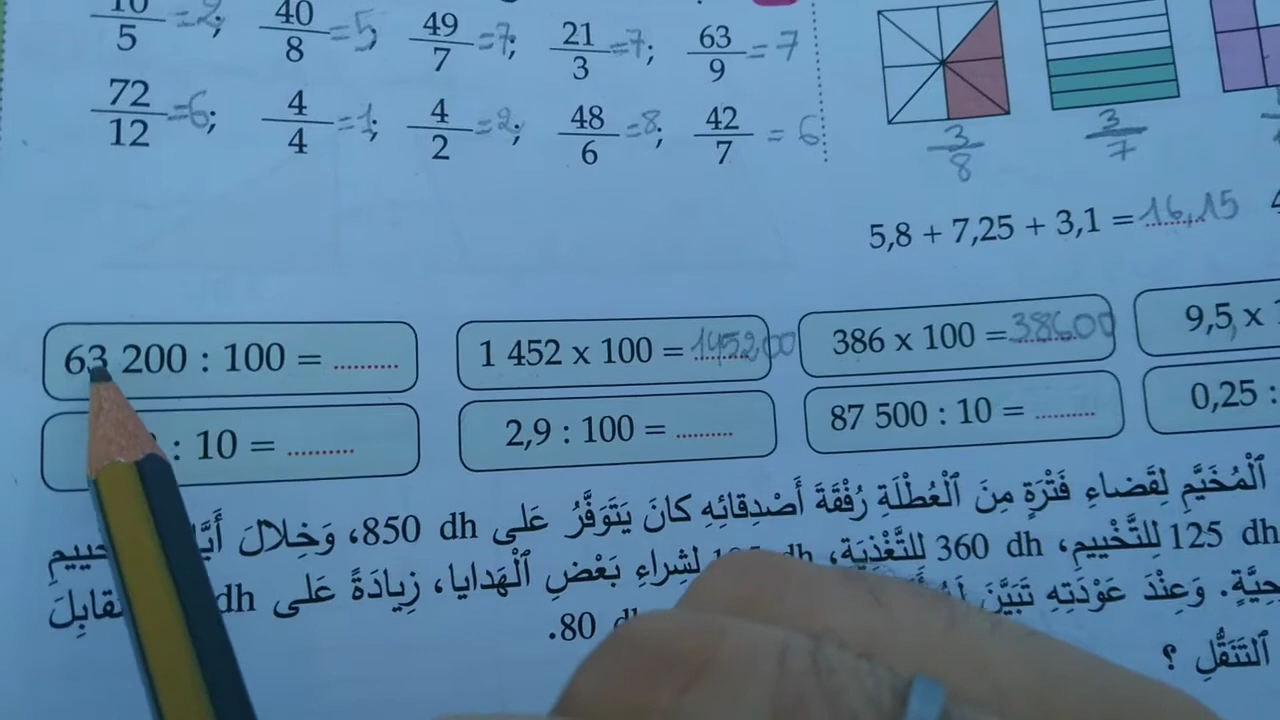 10/5 = 2; 40/8 = 5; 49/7 = 7; 21/3 = 7; 63/9 = 7
72/12 = 6; 4/4 = 1; 4/2 = 2; 48/6 = 8; 42/7 = 6
3/8 3/7
5,8 + 7,25 + 3,1 = 16,15
63 200 : 100 = ......... 1 452 x 100 = 145200 386 x 100 = 38600 9,5 x
: 10 = ......... 2,9 : 100 = ........ 87 500 : 10 = ......... 0,25 :
ٱلْمُخَيَّمِ لِقَضاءِ فَتْرَةٍ مِنَ ٱلْعُطْلَةِ رُفْقَةَ أَصْدِقائِهِ كانَ يَتَوَفَّرُ عَلى 850 dh، وَخِلالَ
125 dh لِلتَّخْييمِ، 360 dh لِلتَّغْذِيَةِ، dh لِشِراءِ بَعْضِ ٱلْهَدايا، زِيادَةً عَلى dh
وَعِنْدَ عَوْدَتِهِ تَبَيَّنَ 80.
ٱلتَّنَقُّلِ ؟